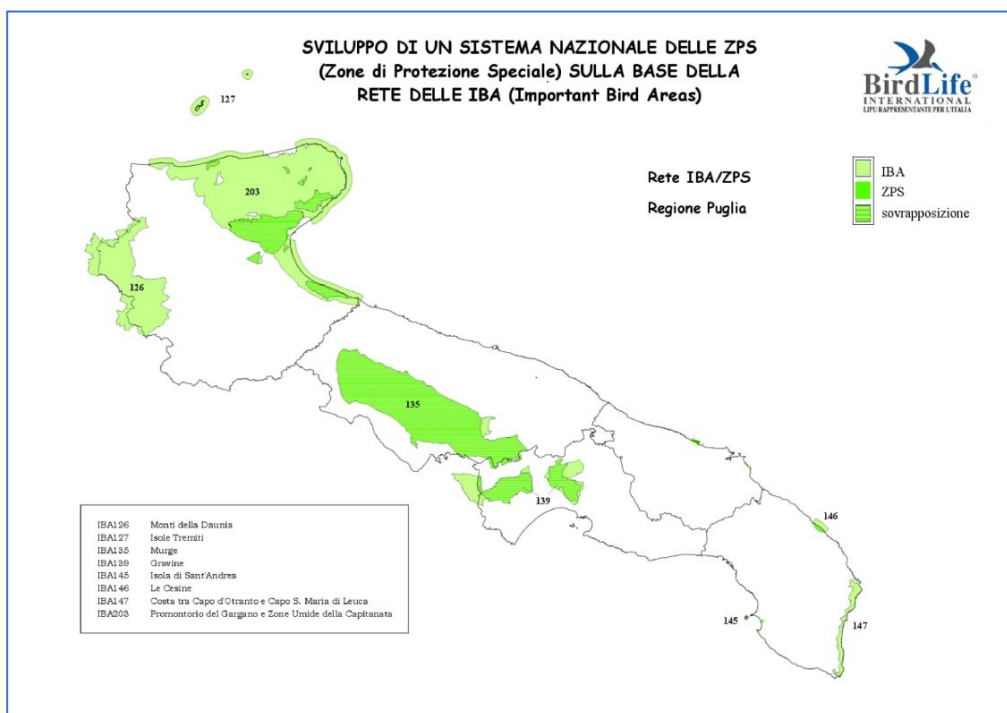 SVILUPPO DI UN SISTEMA NAZIONALE DELLE ZPS
(Zone di Protezione Speciale) SULLA BASE DELLA
RETE DELLE IBA (Important Bird Areas)
BirdLife®
INTERNATIONAL
LIPU RAPPRESENTANTE PER L'ITALIA
Rete IBA/ZPS
Regione Puglia
IBA
ZPS
sovrapposizione
127
203
126
135
139
146
145
147
IBA126 Monti della Daunia
IBA127 Isole Tremiti
IBA135 Murge
IBA139 Gravine
IBA145 Isola di Sant'Andrea
IBA146 Le Cesine
IBA147 Costa tra Capo d'Otranto e Capo S. Maria di Leuca
IBA203 Promontorio del Gargano e Zone Umide della Capitanata